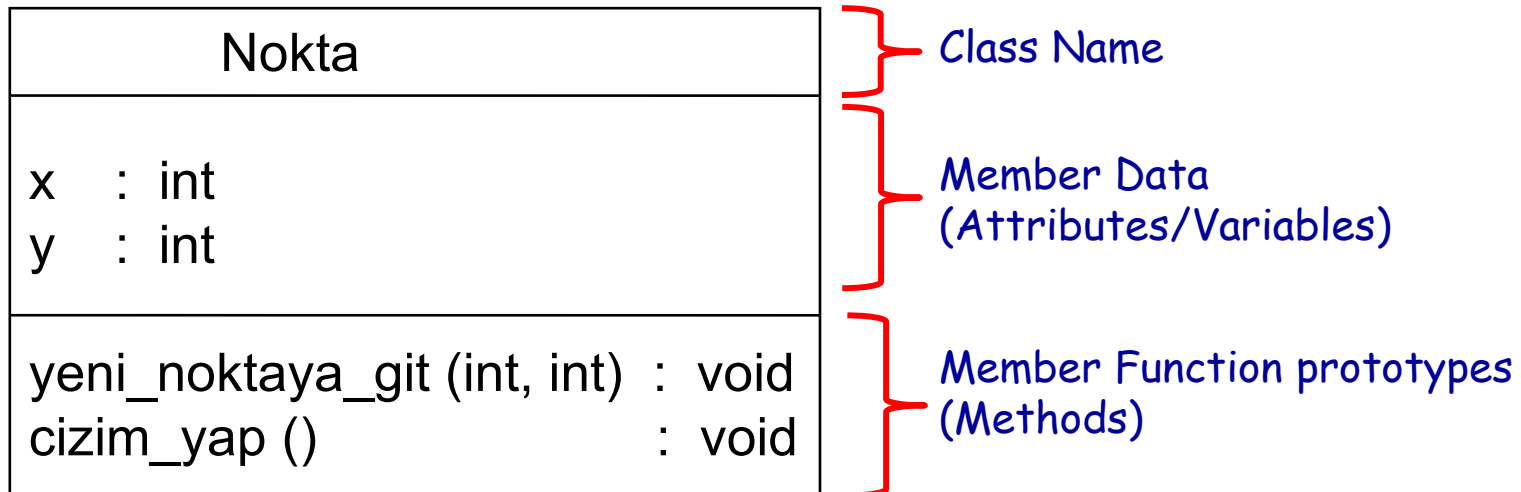 Nokta
Class Name
x : int
y : int
Member Data
(Attributes/Variables)
yeni_noktaya_git (int, int) : void
cizim_yap () : void
Member Function prototypes
(Methods)